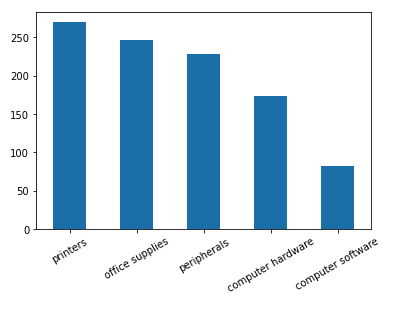 250
200
150
100
50
0
printers
office supplies
peripherals
computer hardware
computer software